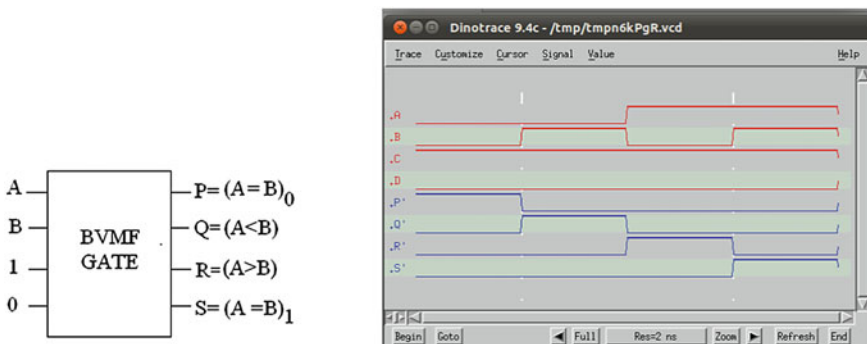 A
B
1
0
BVMF
GATE
P= (A=B)0
Q=(A<B)
R=(A>B)
S=(A =B)1
Dinotrace 9.4c - /tmp/tmpn6kPgR.vcd
Trace Customize Cursor Signal Value Help
.A
.B
.C
.D
.P'
.Q'
.R'
.S'
Begin Goto Full Res=2 ns Zoom Refresh End